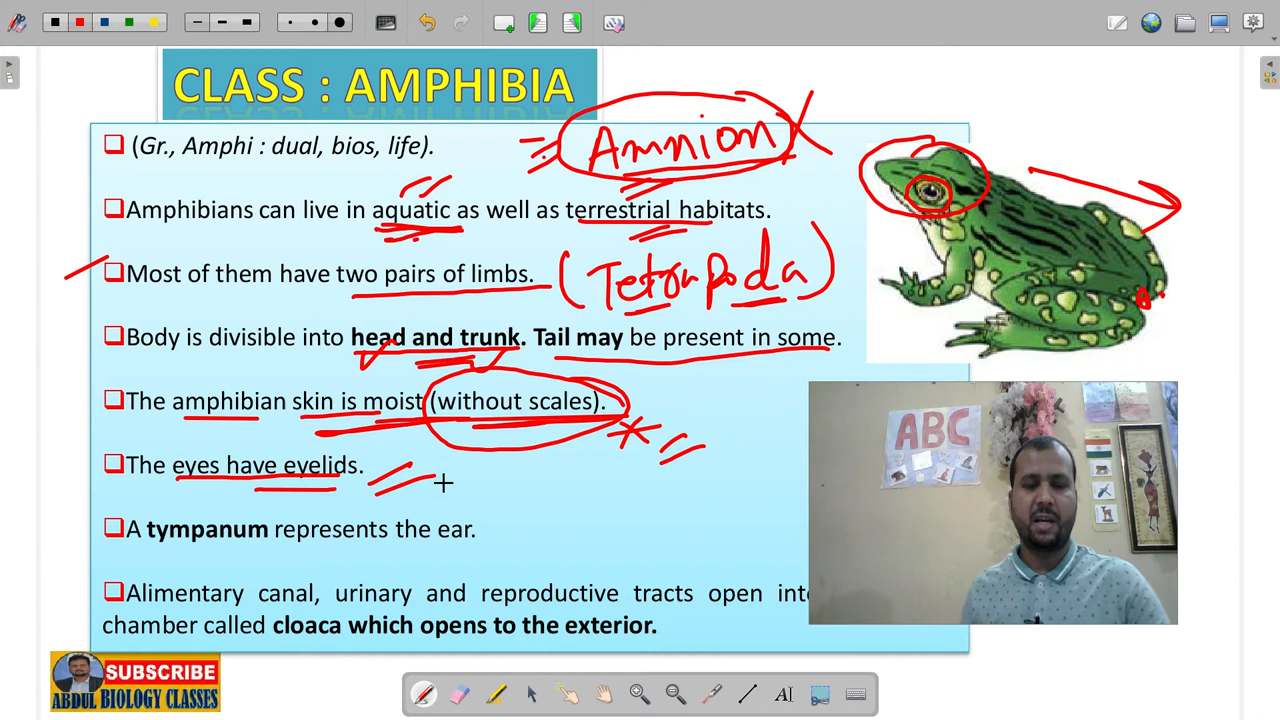 CLASS : AMPHIBIA
(Gr., Amphi : dual, bios, life).
Amnion
Amphibians can live in aquatic as well as terrestrial habitats.
Most of them have two pairs of limbs. (Tetrapoda)
Body is divisible into head and trunk. Tail may be present in some.
The amphibian skin is moist (without scales).
The eyes have eyelids.
A tympanum represents the ear.
Alimentary canal, urinary and reproductive tracts open
chamber called cloaca which opens to the exterior.
ABC
SUBSCRIBE
ABDUL BIOLOGY CLASSES
AI